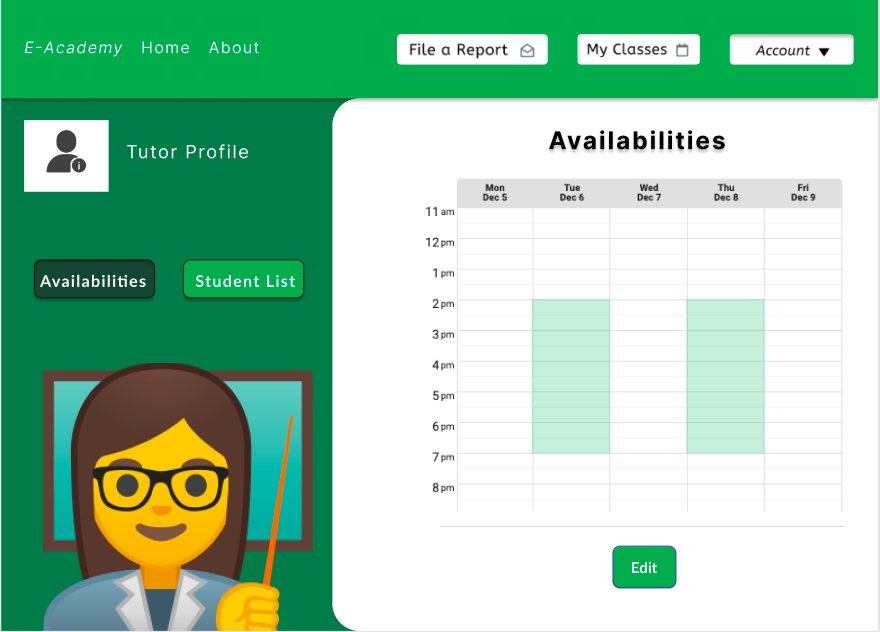 E-Academy Home About
File a Report
My Classes
Account
Tutor Profile
Availabilities
Student List
Availabilities
Mon Tue Wed Thu Fri
Dec 5 Dec 6 Dec 7 Dec 8 Dec 9
11 am
12 pm
1 pm
2 pm
3 pm
4 pm
5 pm
6 pm
7 pm
8 pm
Edit